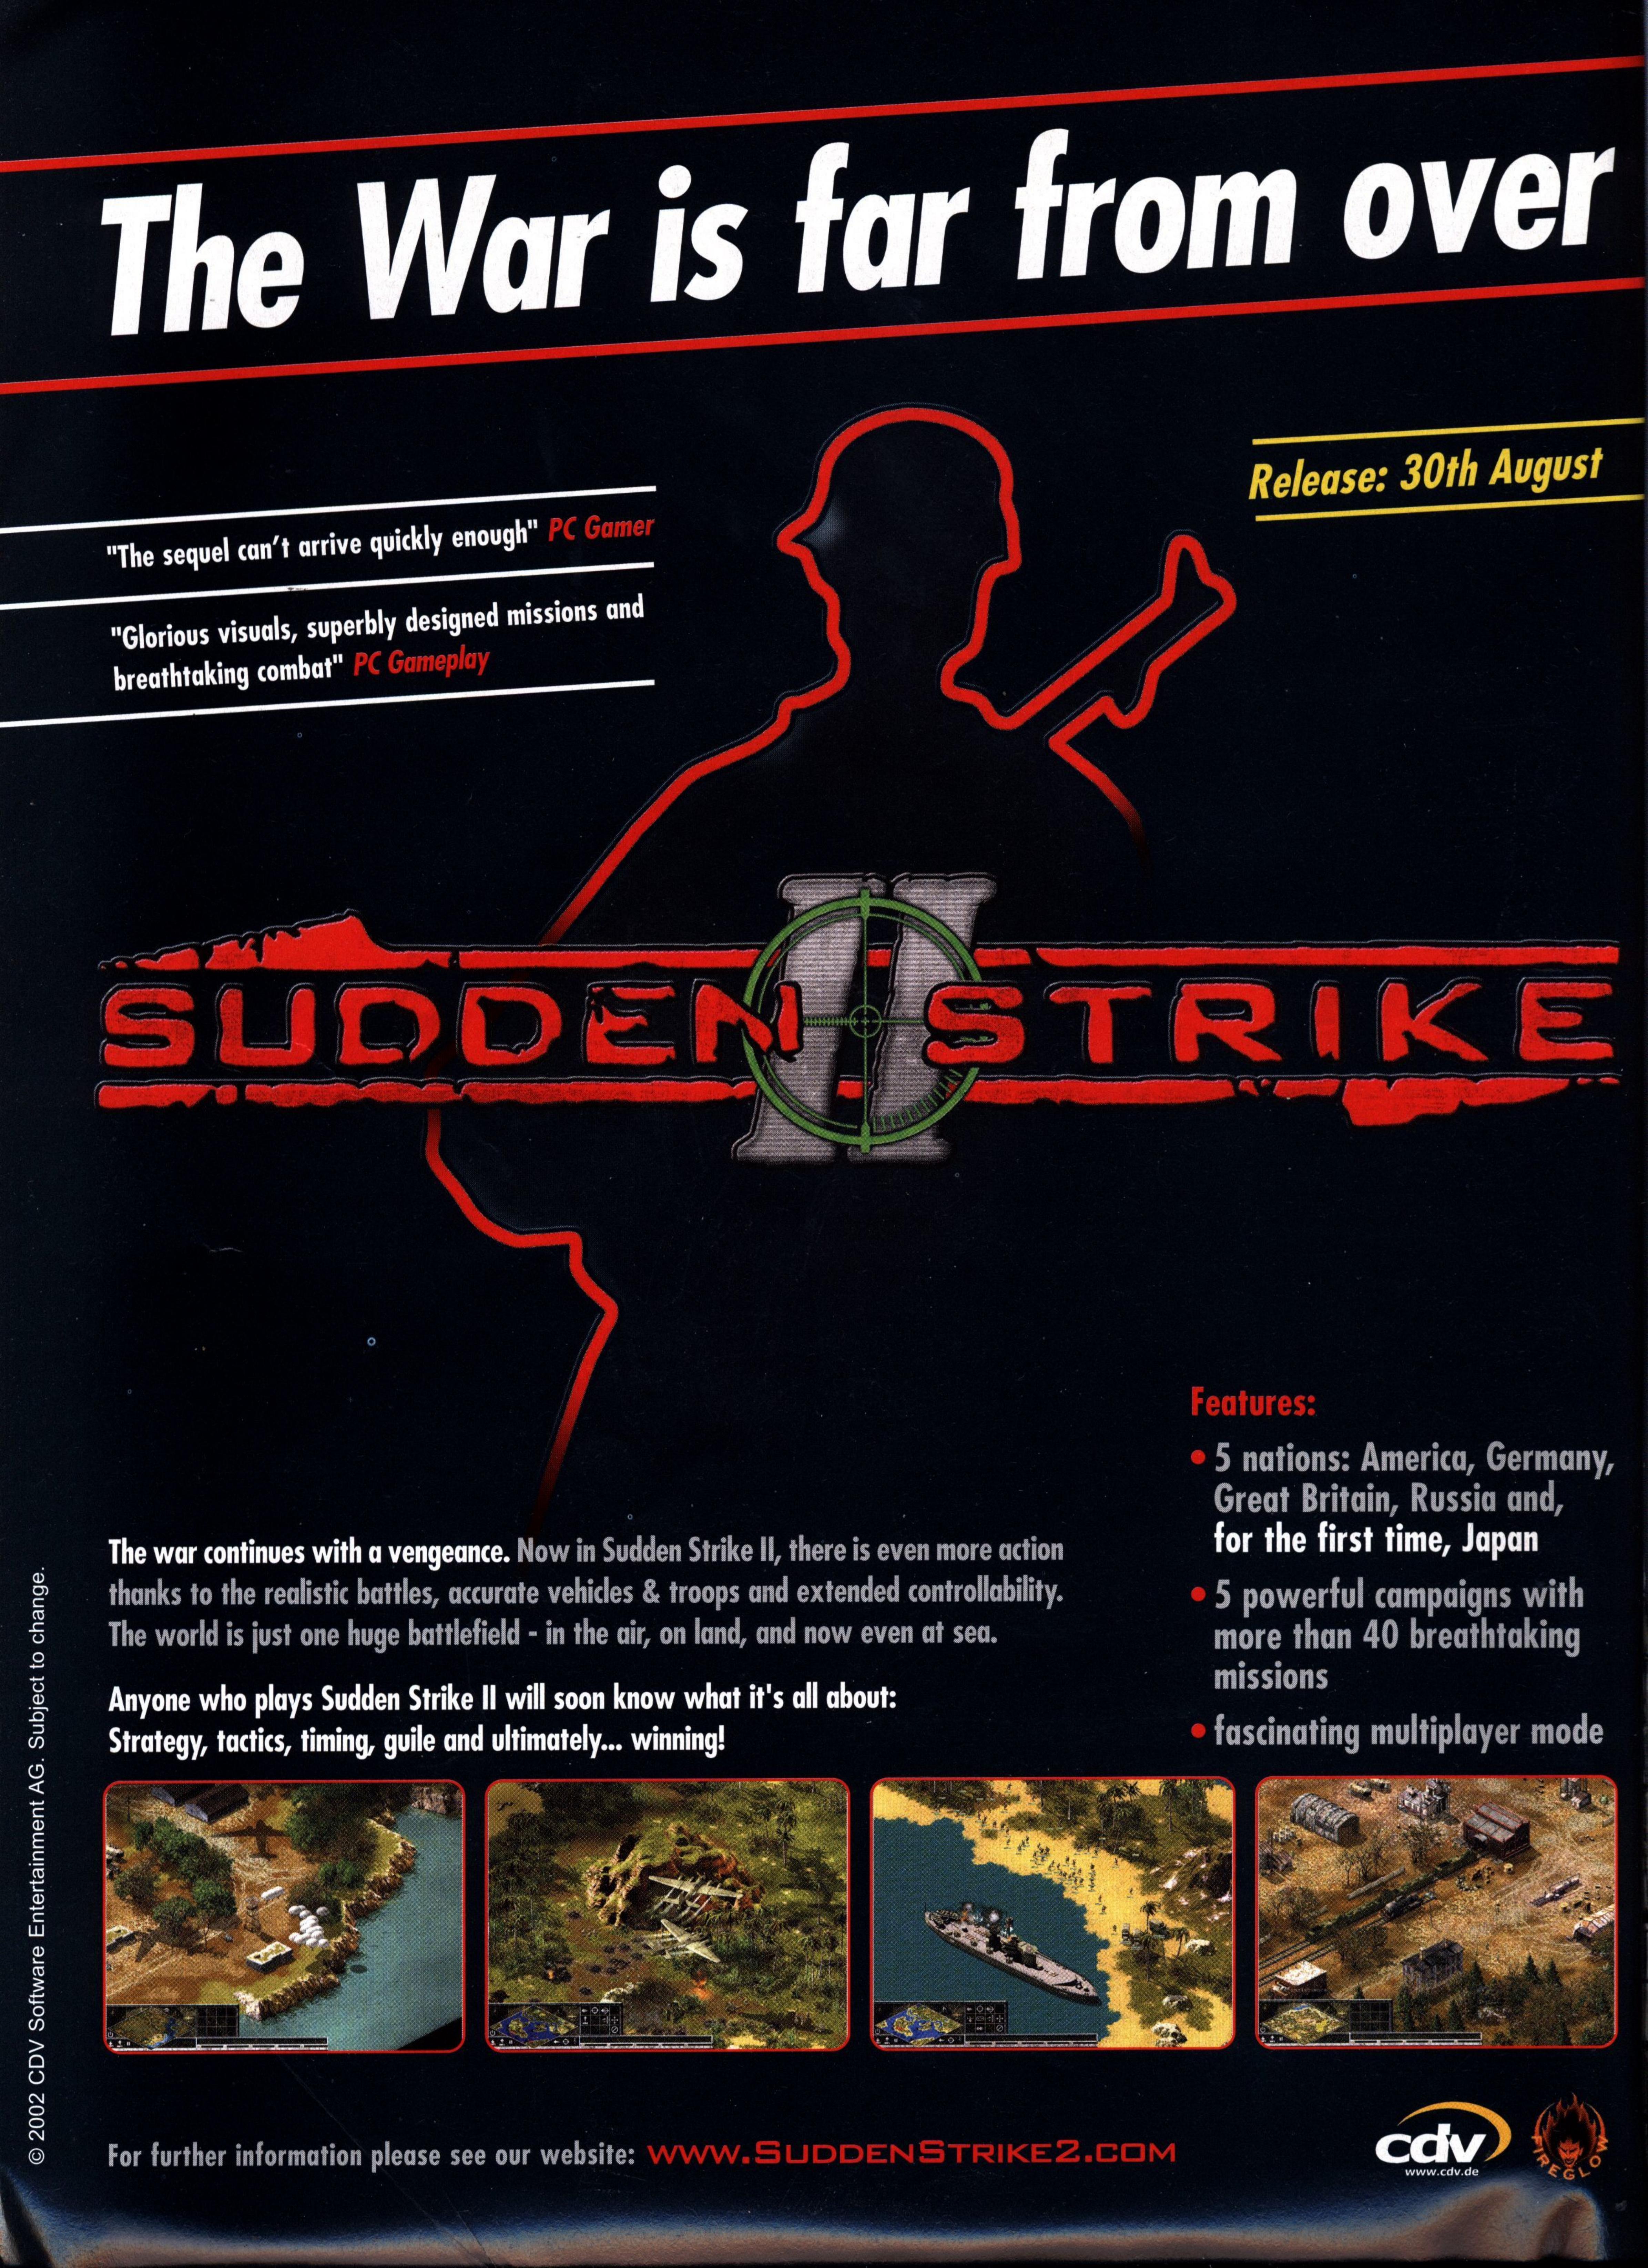 The War is far from over
Release: 30th August
"The sequel can't arrive quickly enough" PC Gamer
"Glorious visuals, superbly designed missions and
breathtaking combat" PC Gameplay
II
SUDDEN STRIKE
Features:
• 5 nations: America, Germany,
Great Britain, Russia and,
for the first time, Japan
• 5 powerful campaigns with
more than 40 breathtaking
missions
• fascinating multiplayer mode
The war continues with a vengeance. Now in Sudden Strike II, there is even more action
thanks to the realistic battles, accurate vehicles & troops and extended controllability.
The world is just one huge battlefield - in the air, on land, and now even at sea.
Anyone who plays Sudden Strike II will soon know what it's all about:
Strategy, tactics, timing, guile and ultimately... winning!
© 2002 CDV Software Entertainment AG. Subject to change.
For further information please see our website: WWW.SUDDENSTRIKE2.COM
cdv
www.cdv.de
FIREGLOW